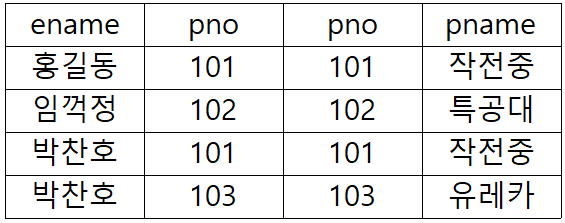 ename pno pno pname
홍길동 101 101 작전중
임꺽정 102 102 특공대
박찬호 101 101 작전중
박찬호 103 103 유레카